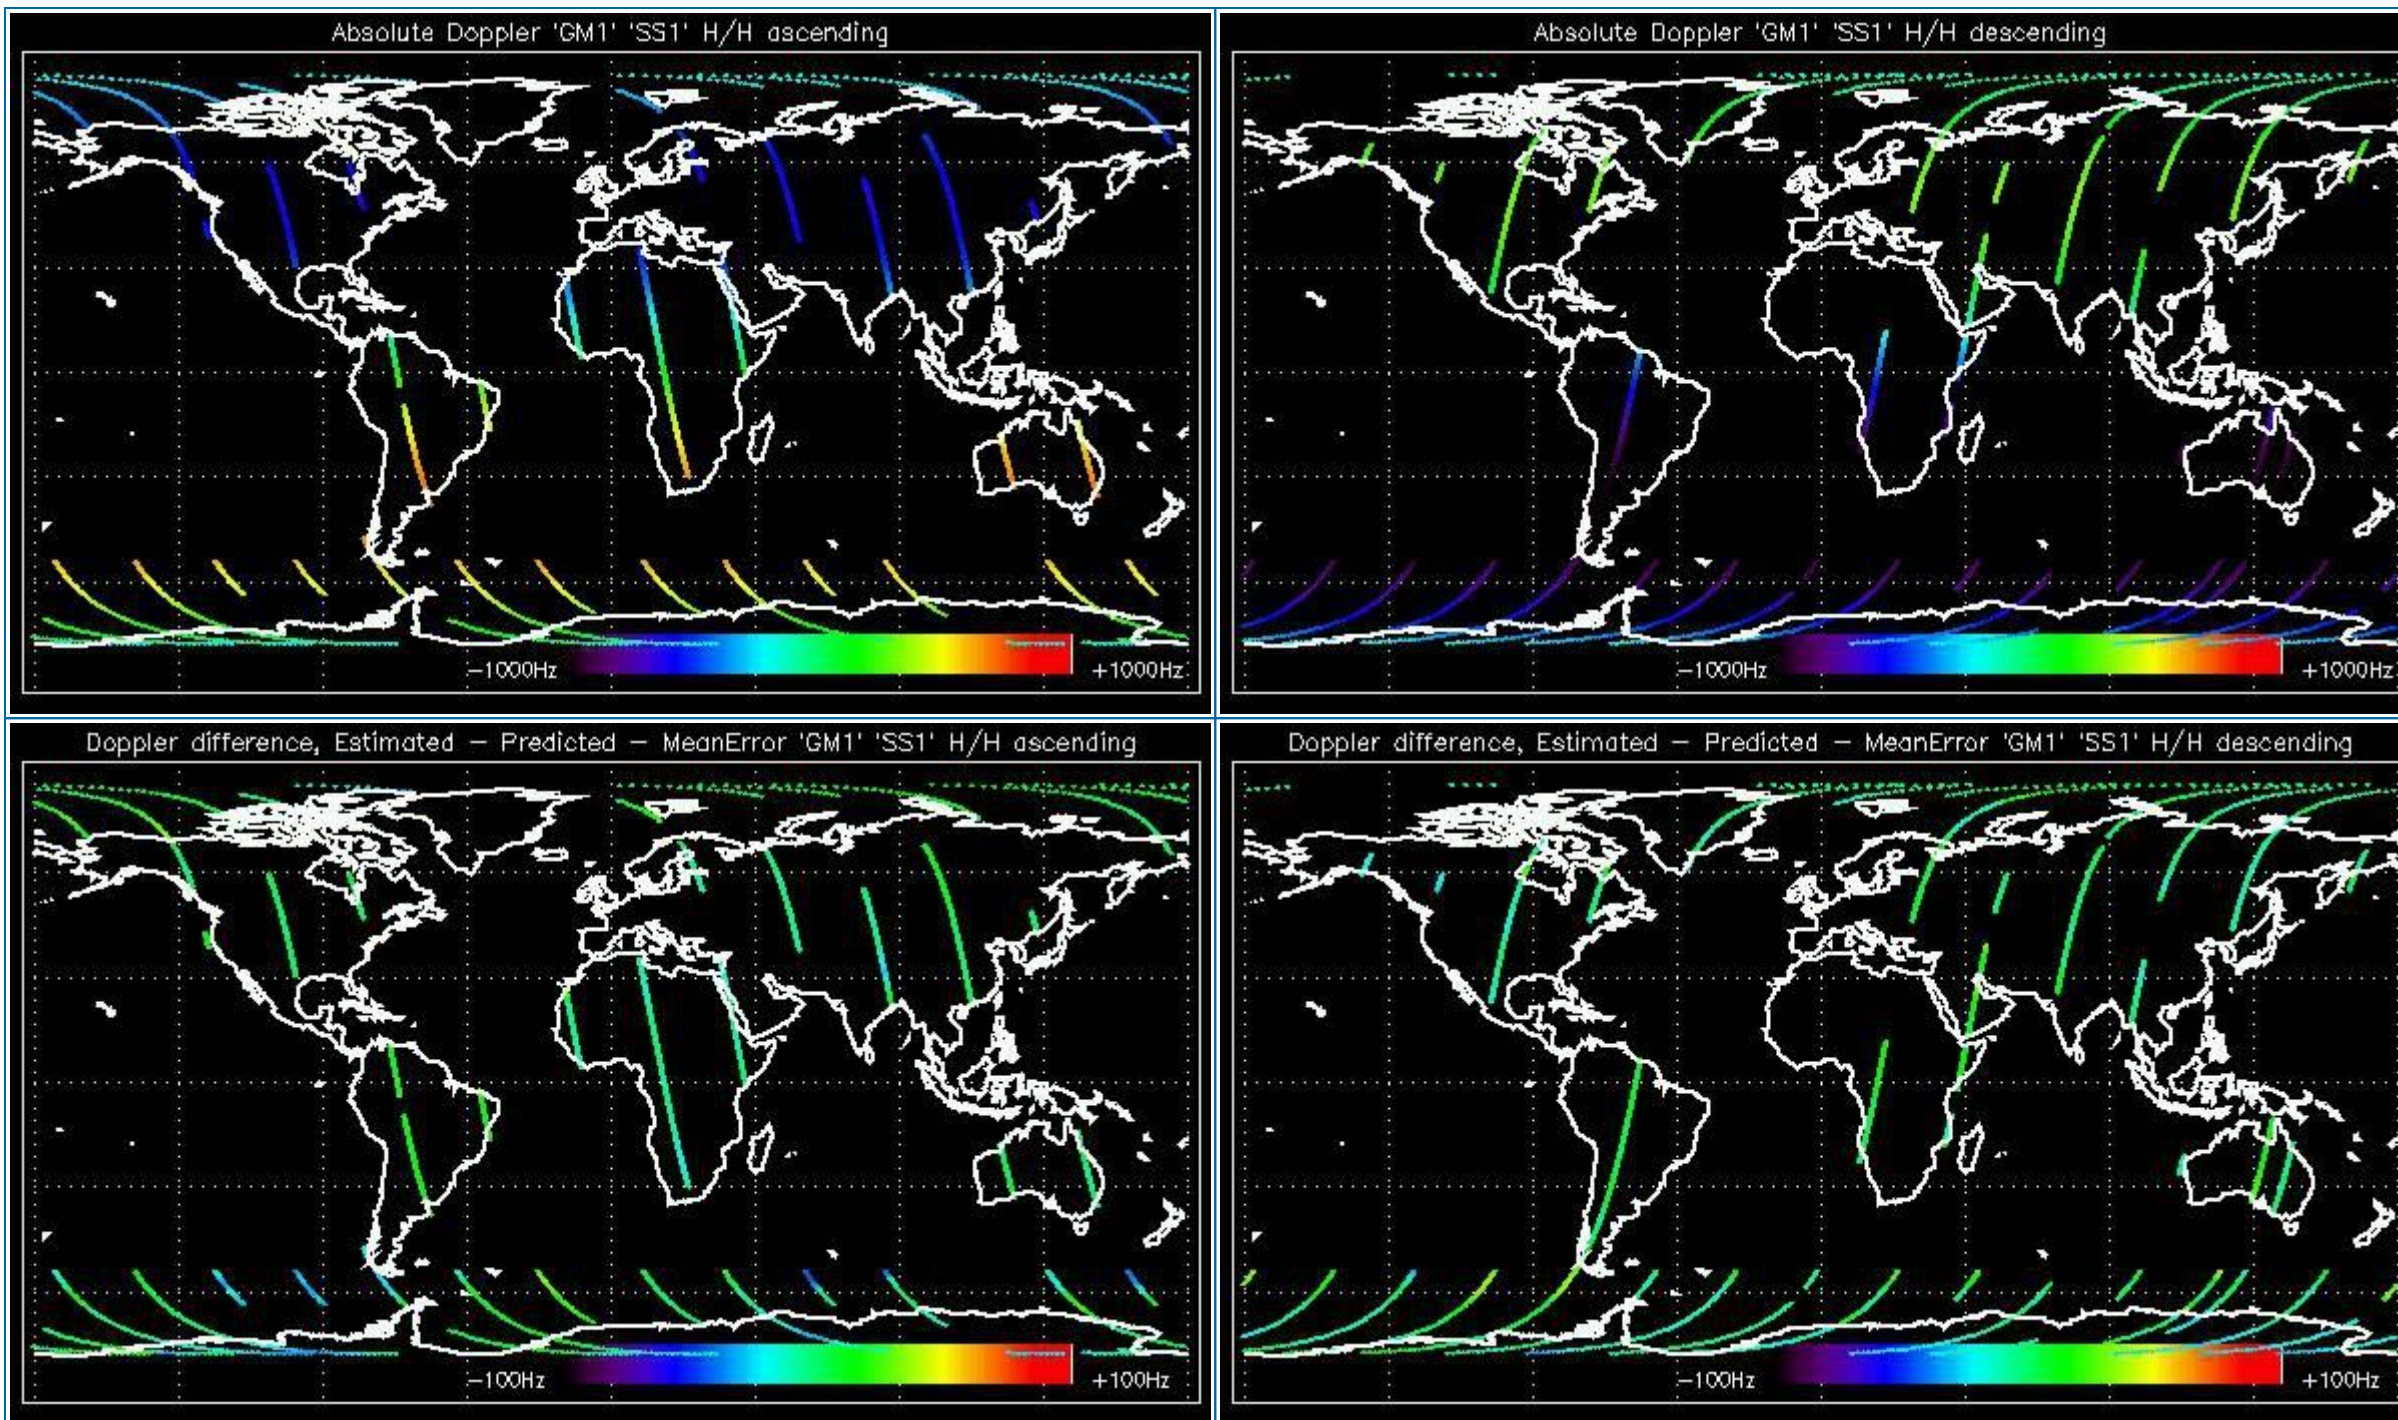 Absolute Doppler 'GM1' 'SS1' H/H ascending
−1000Hz
+1000Hz
Absolute Doppler 'GM1' 'SS1' H/H descending
−1000Hz
+1000Hz
Doppler difference, Estimated − Predicted − MeanError 'GM1' 'SS1' H/H ascending
−100Hz
+100Hz
Doppler difference, Estimated − Predicted − MeanError 'GM1' 'SS1' H/H descending
−100Hz
+100Hz